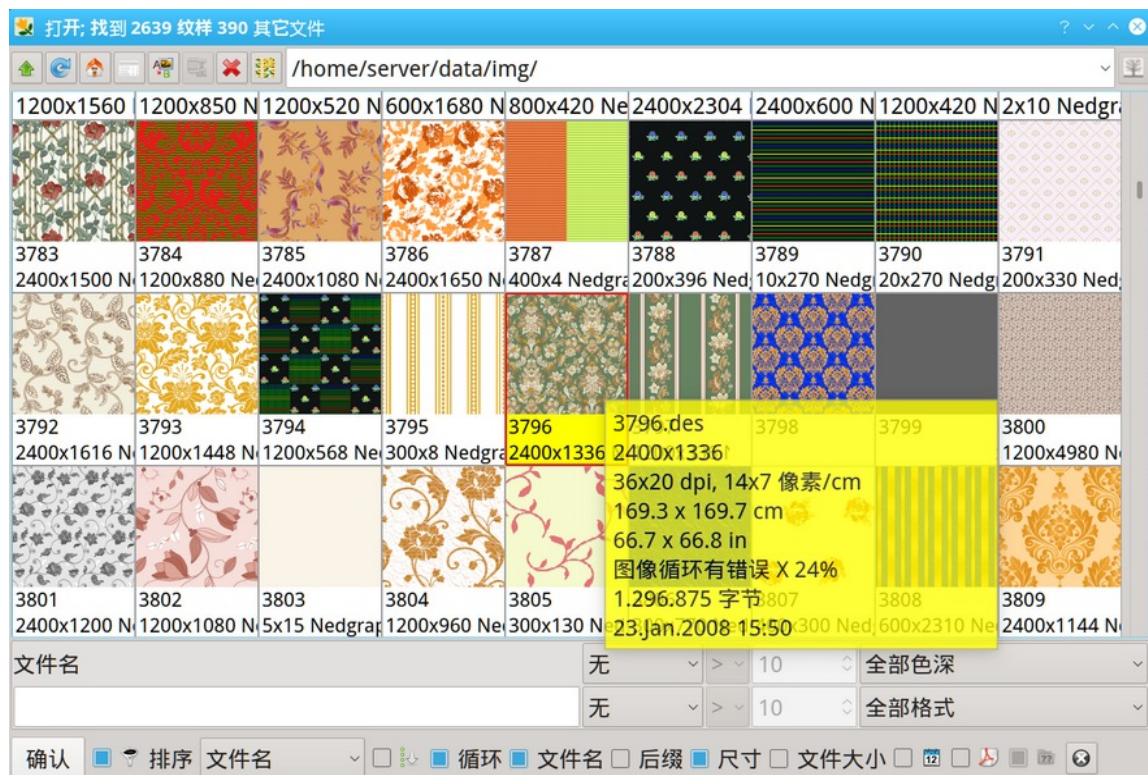 打开; 找到 2639 纹样 390 其它文件
/home/server/data/img/
1200x1560 1200x850 N 1200x520 N 600x1680 N 800x420 Ne 2400x2304 2400x600 N 1200x420 N 2x10 Nedgra
3783 3784 3785 3786 3787 3788 3789 3790 3791
2400x1500 Ne 1200x880 Ne 2400x1080 N 2400x1650 N 400x4 Nedgra 200x396 Ned 10x270 Nedg 20x270 Nedg 200x330 Ned
3792 3793 3794 3795 3796 3798 3799 3800
2400x1616 N 1200x1448 N 1200x568 Ne 300x8 Nedgra 2400x1336 1200x4980 N
3796.des
2400x1336
36x20 dpi, 14x7 像素/cm
169.3 x 169.7 cm
66.7 x 66.8 in
图像循环有错误 X 24%
1.296.875 字节
23.Jan.2008 15:50
3801 3802 3803 3804 3805 3807 3808 3809
2400x1200 N 1200x1080 N 5x15 Nedgrap 1200x960 Ne 300x130 Ne 300 Ned 600x2310 Ne 2400x1144 N
文件名 无 > 10 全部色深
无 > 10 全部格式
确认 排序 文件名 循环 文件名 后缀 尺寸 文件大小 12